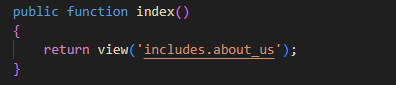 public function index()
{
    return view('includes.about_us');
}